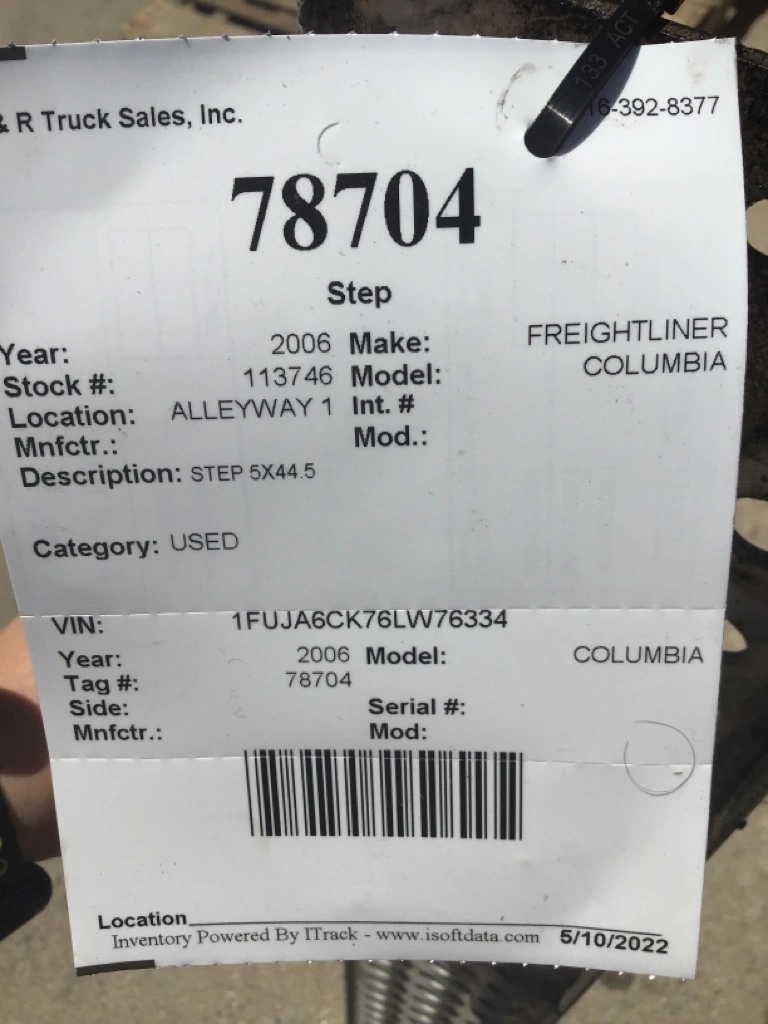 & R Truck Sales, Inc. 16-392-8377
133 ACT
78704
Step
Year: 2006 Make: FREIGHTLINER
Stock #: 113746 Model: COLUMBIA
Location: ALLEYWAY 1 Int. #
Mnfctr.: Mod.:
Description: STEP 5X44.5
Category: USED
VIN: 1FUJA6CK76LW76334
Year: 2006 Model: COLUMBIA
Tag #: 78704
Side: Serial #:
Mnfctr.: Mod:
Location
Inventory Powered By ITrack - www.isoftdata.com 5/10/2022